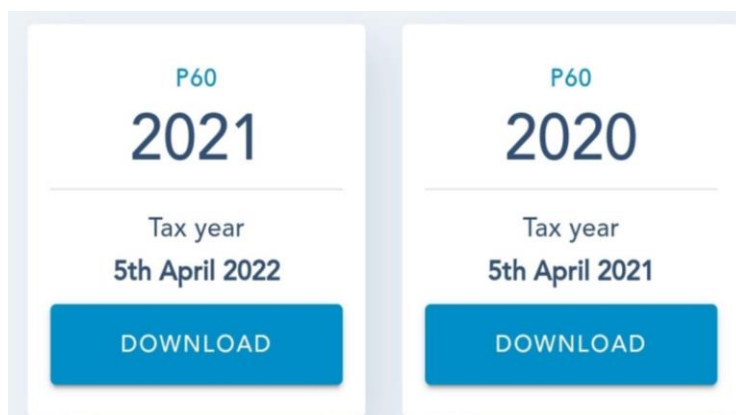 P60
2021
Tax year
5th April 2022
DOWNLOAD
P60
2020
Tax year
5th April 2021
DOWNLOAD